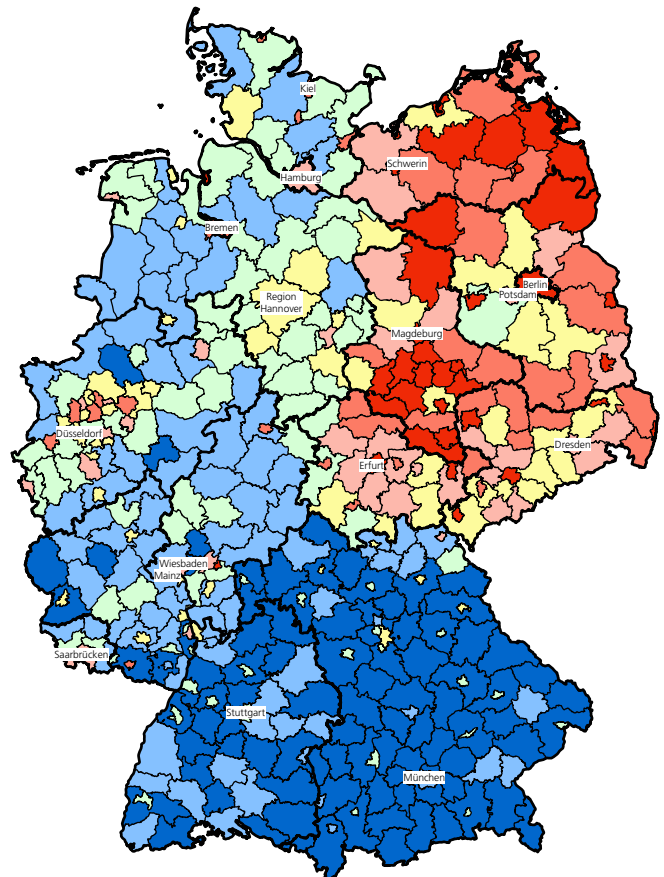 Kiel
Schwerin
Hamburg
Bremen
Berlin
Potsdam
Region
Hannover
Magdeburg
Düsseldorf
Dresden
Erfurt
Wiesbaden
Mainz
Saarbrücken
Stuttgart
München